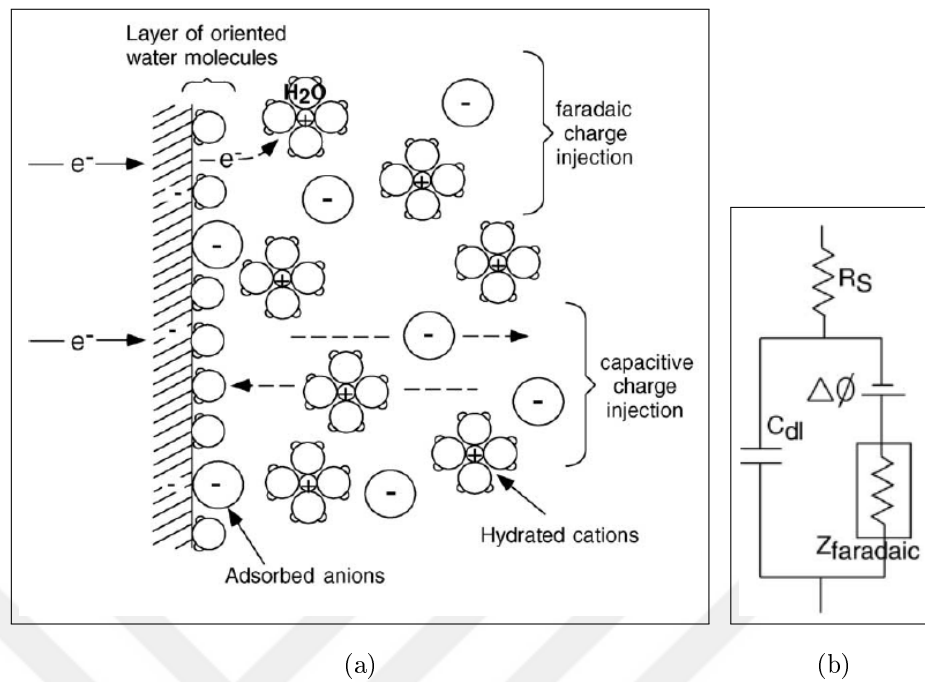 Layer of oriented
water molecules
H2O
-
faradaic
charge
injection
e-
e-
+
-
+
-
-
+
+
-
e-
-
capacitive
charge
injection
+
-
+
-
-
+
-
Hydrated cations
Adsorbed anions
RS
ΔØ
Cdl
Zfaradaic
(a)
(b)